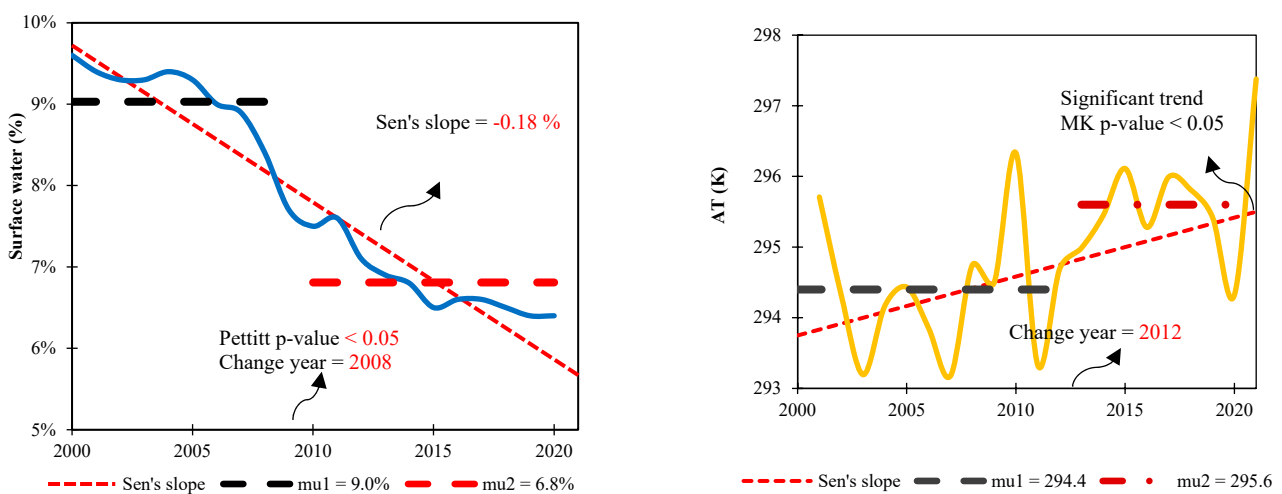 10%
9%
8%
7%
6%
5%
Surface water (%)
Sen's slope = -0.18 %
Pettitt p-value < 0.05
Change year = 2008
2000
2005
2010
2015
2020
Sen's slope
mu1 = 9.0%
mu2 = 6.8%
298
297
296
295
294
293
AT (K)
Significant trend
MK p-value < 0.05
Change year = 2012
2000
2005
2010
2015
2020
Sen's slope
mu1 = 294.4
mu2 = 295.6